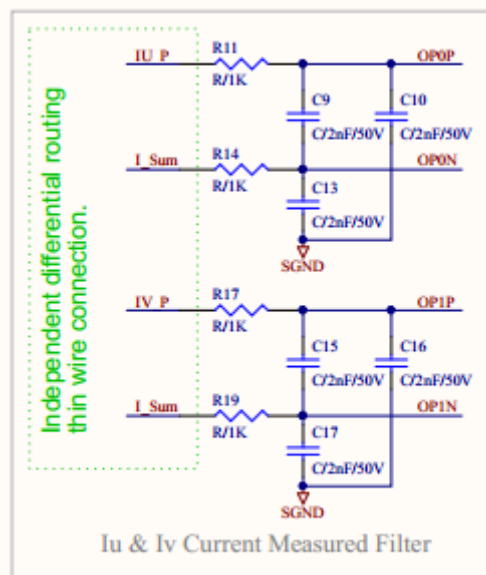 Independent differential routing
thin wire connection.
IU_P
R11
R/1K
OP0P
C9
C/2nF/50V
C10
C/2nF/50V
I_Sum
R14
R/1K
OP0N
C13
C/2nF/50V
SGND
IV_P
R17
R/1K
OP1P
C15
C/2nF/50V
C16
C/2nF/50V
I_Sum
R19
R/1K
OP1N
C17
C/2nF/50V
SGND
Iu & Iv Current Measured Filter